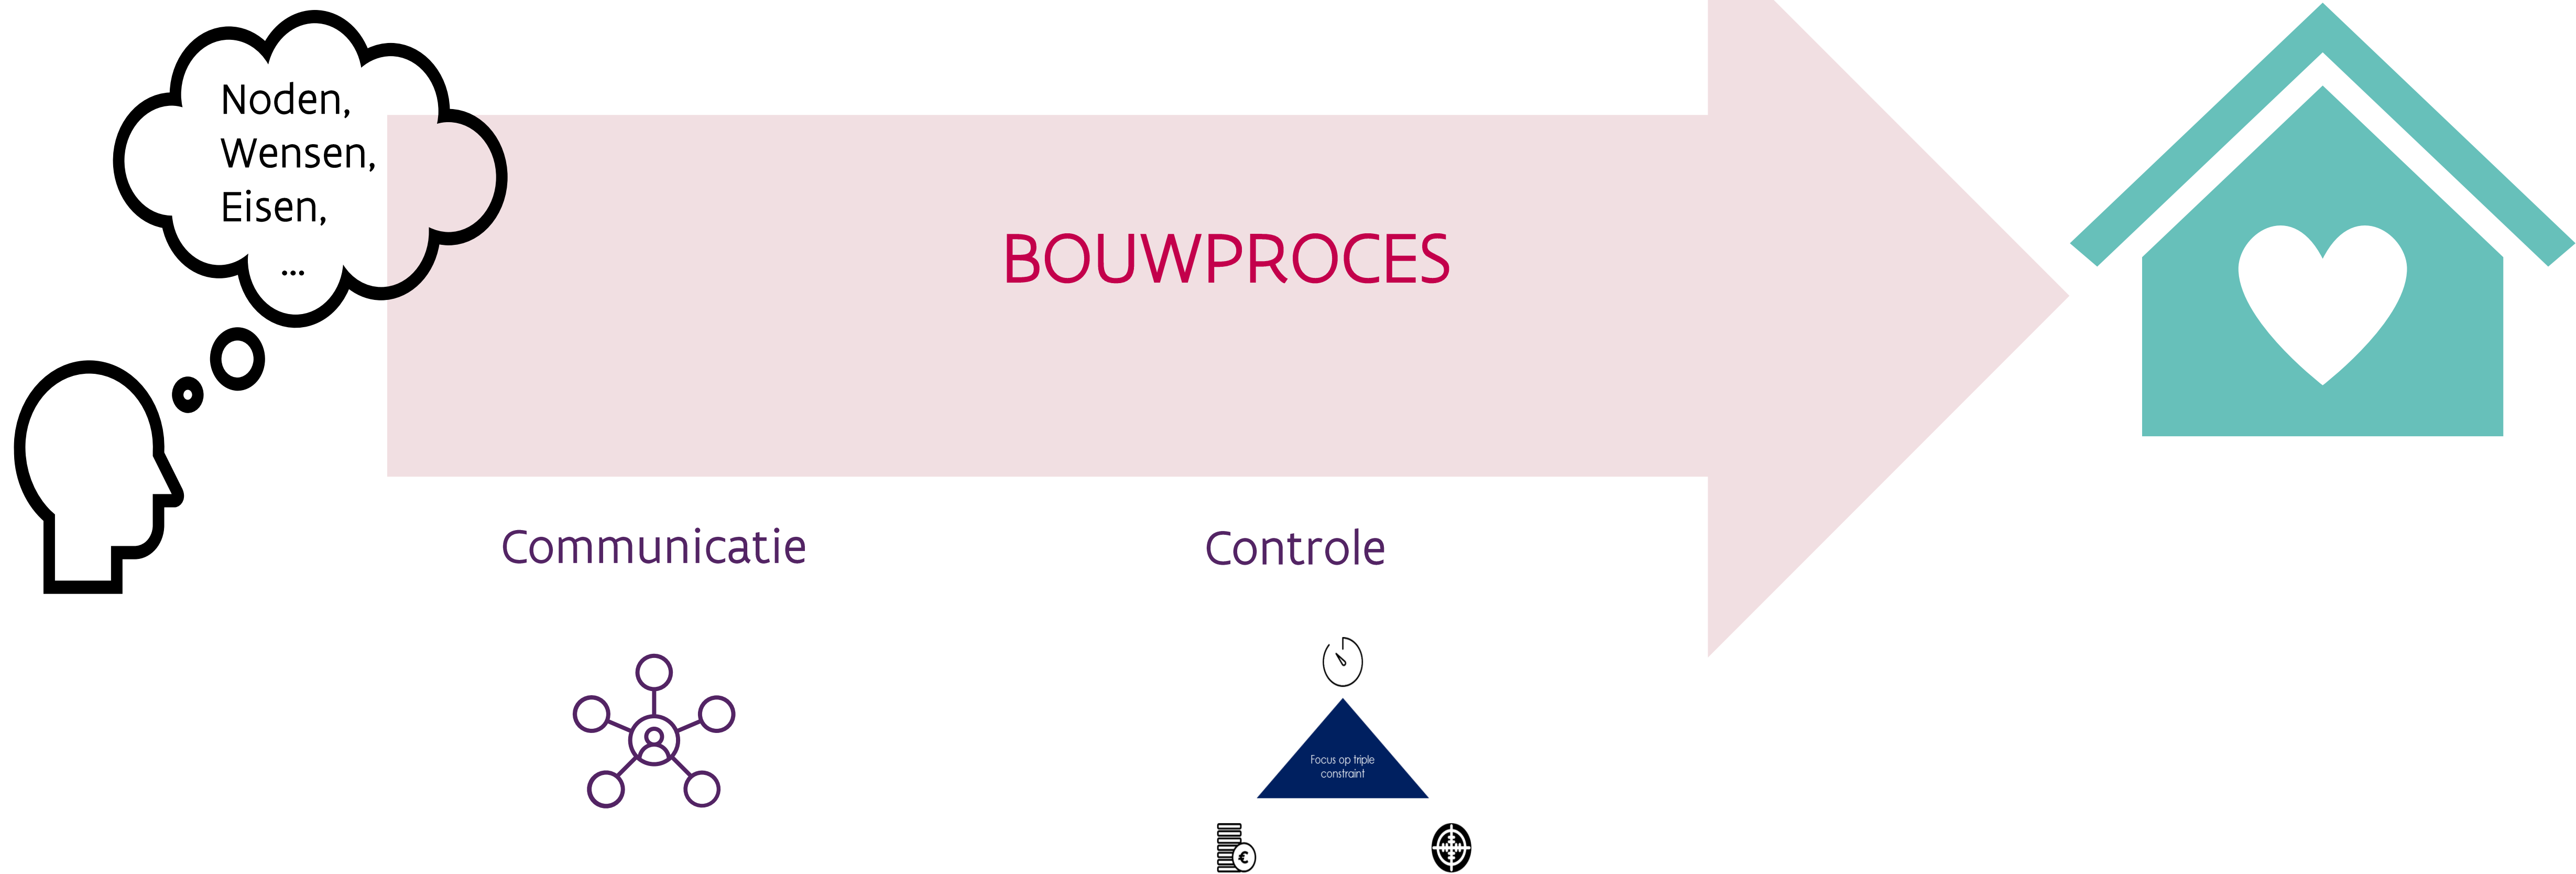 Noden,
Wensen,
Eisen,
...
BOUWPROCES
Communicatie
Controle
Focus op triple
constraint
€